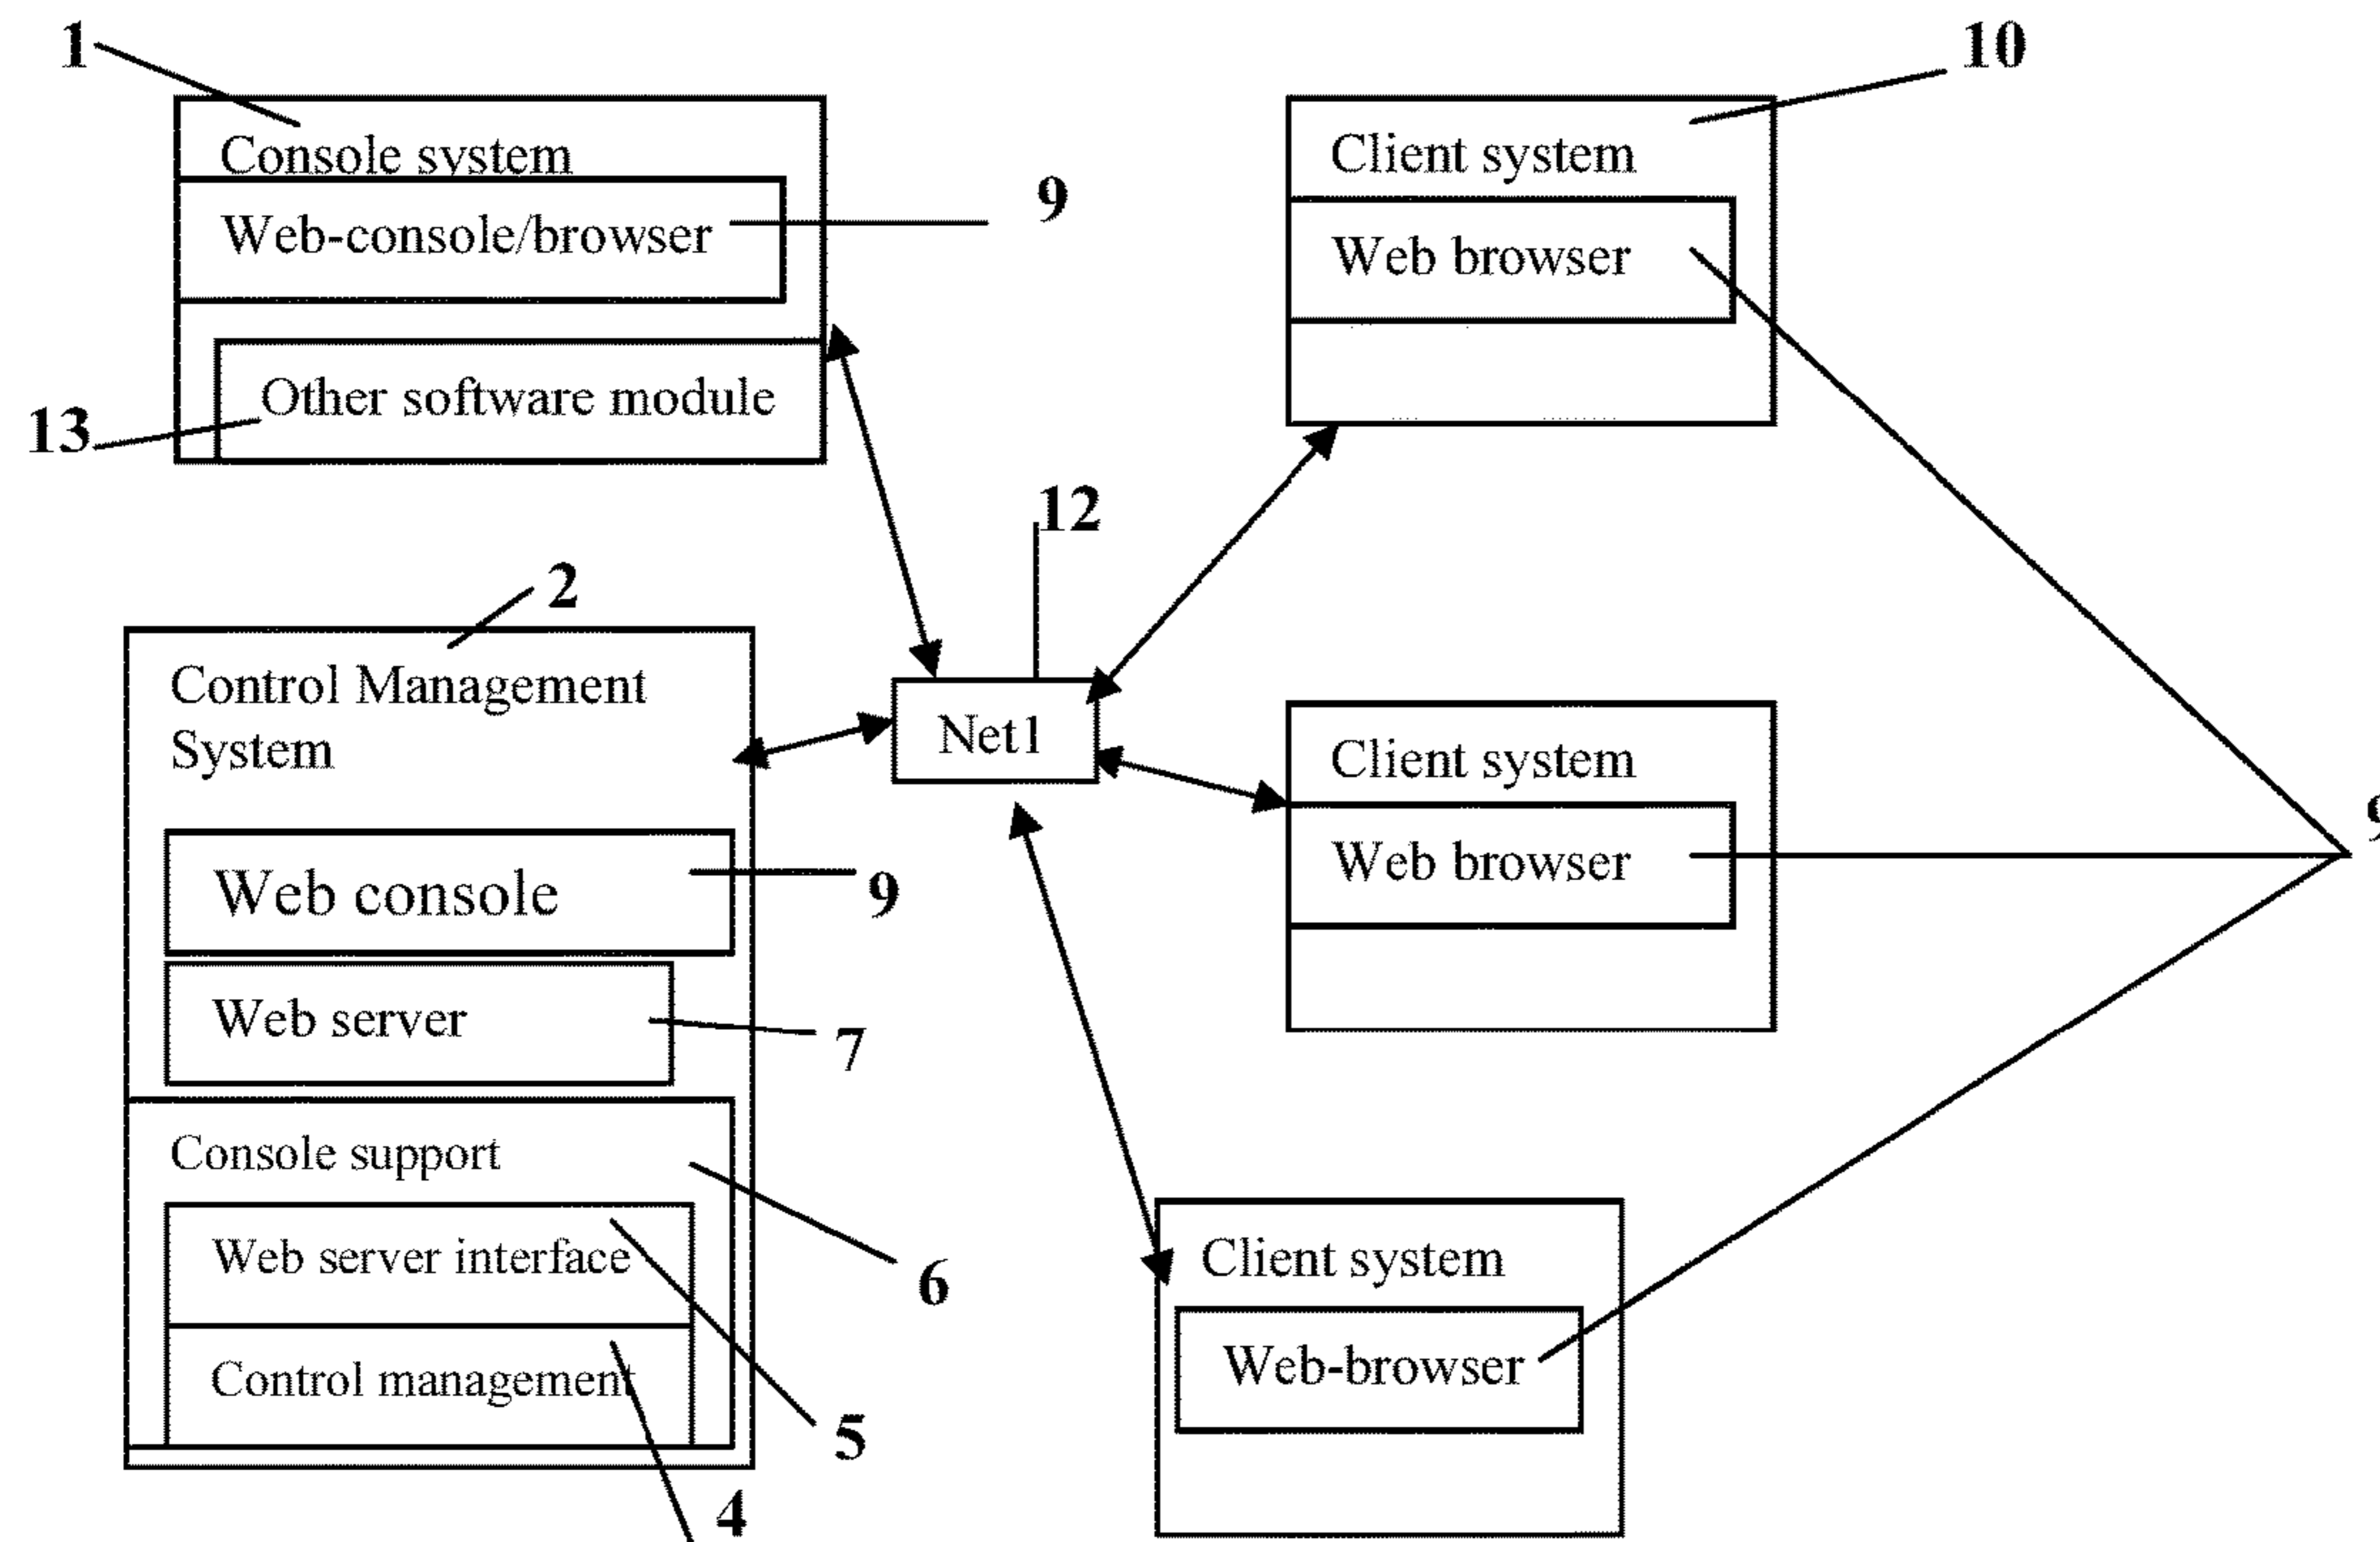 1
Console system
Web-console/browser
9
Other software module
13
10
Client system
Web browser
12
Net1
2
Control Management
System
Web console
9
Web server
7
Console support
6
Web server interface
5
Control management
4
Client system
Web browser
9
Client system
Web-browser